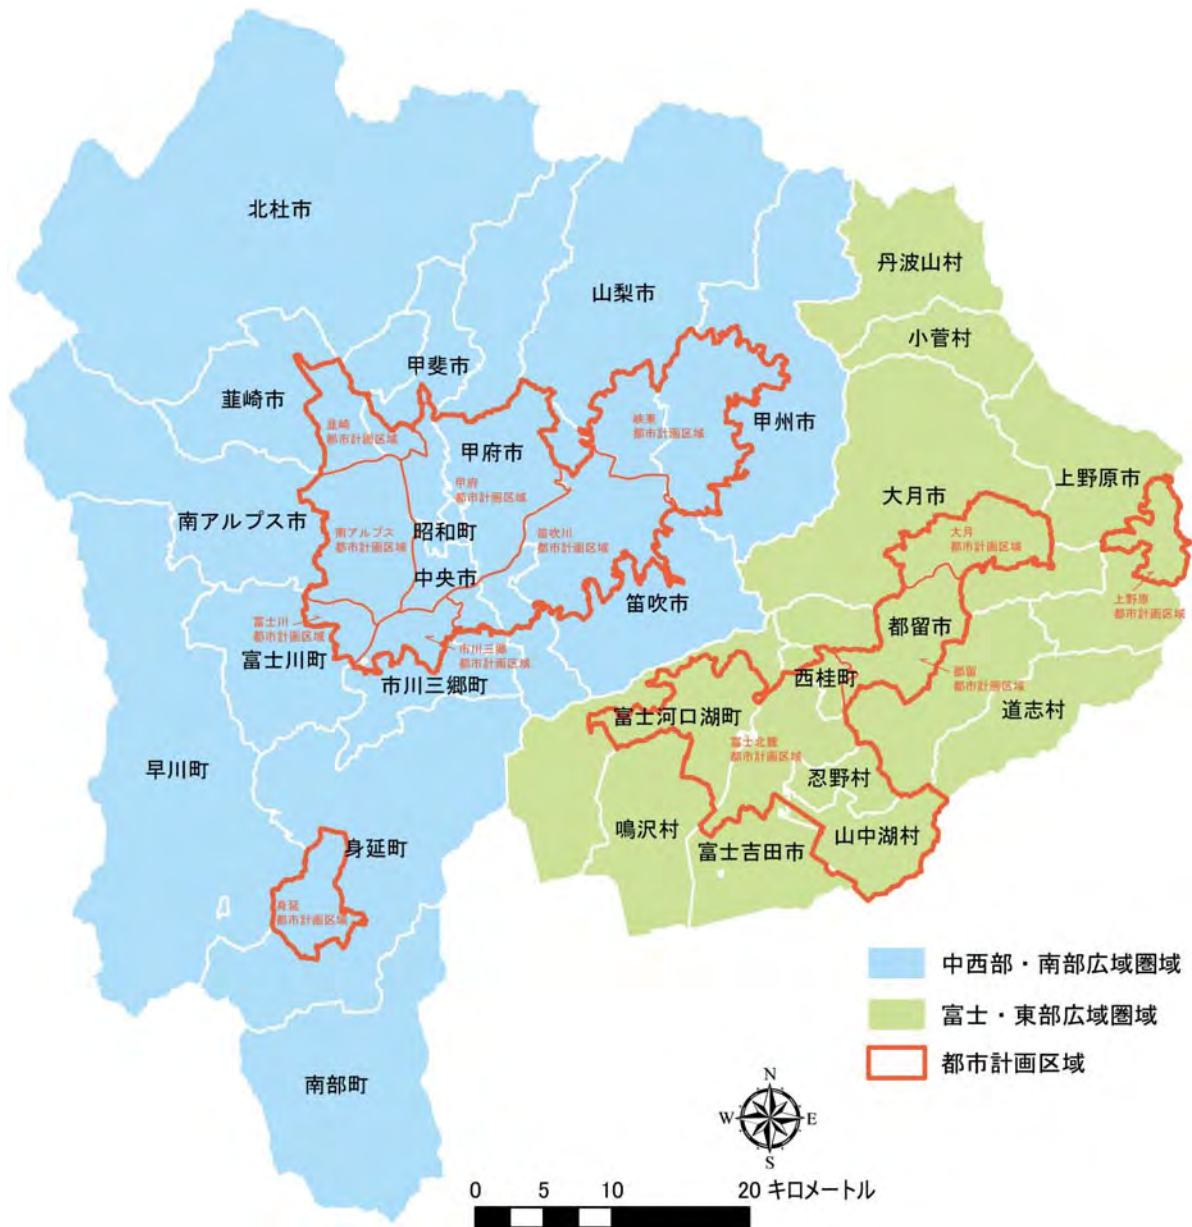 北杜市
丹波山村
山梨市
小菅村
甲斐市
韮崎市
韮崎
都市計画区域
峡東
都市計画区域
甲州市
甲府市
甲府
都市計画区域
上野原市
大月市
南アルプス市
南アルプス
都市計画区域
昭和町
笛吹川
都市計画区域
大月
都市計画区域
中央市
笛吹市
上野原
都市計画区域
富士川
都市計画区域
都留市
富士川町
市川三郷
都市計画区域
市川三郷町
西桂町
都留
都市計画区域
道志村
富士河口湖町
富士北麓
都市計画区域
早川町
忍野村
鳴沢村
山中湖村
富士吉田市
身延町
身延
都市計画区域
中西部・南部広域圏域
富士・東部広域圏域
都市計画区域
南部町
N
W E
S
0 5 10 20 キロメートル